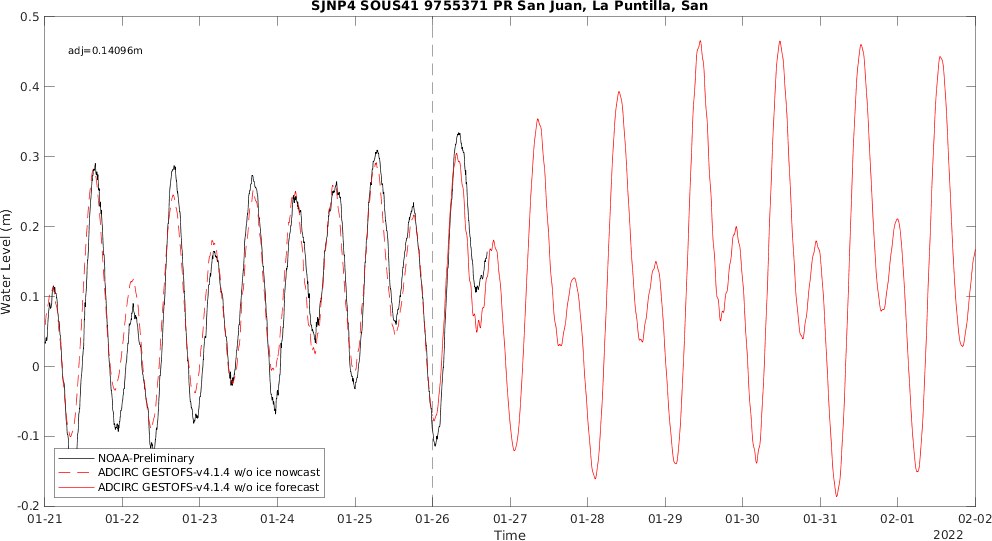 SJNP4 SOUS41 9755371 PR San Juan, La Puntilla, San
adj=0.14096m
Water Level (m)
0.5
0.4
0.3
0.2
0.1
0
-0.1
-0.2
NOAA-Preliminary
ADCIRC GESTOFS-v4.1.4 w/o ice nowcast
ADCIRC GESTOFS-v4.1.4 w/o ice forecast
01-21 01-22 01-23 01-24 01-25 01-26 01-27 01-28 01-29 01-30 01-31 02-01 02-02
Time
2022